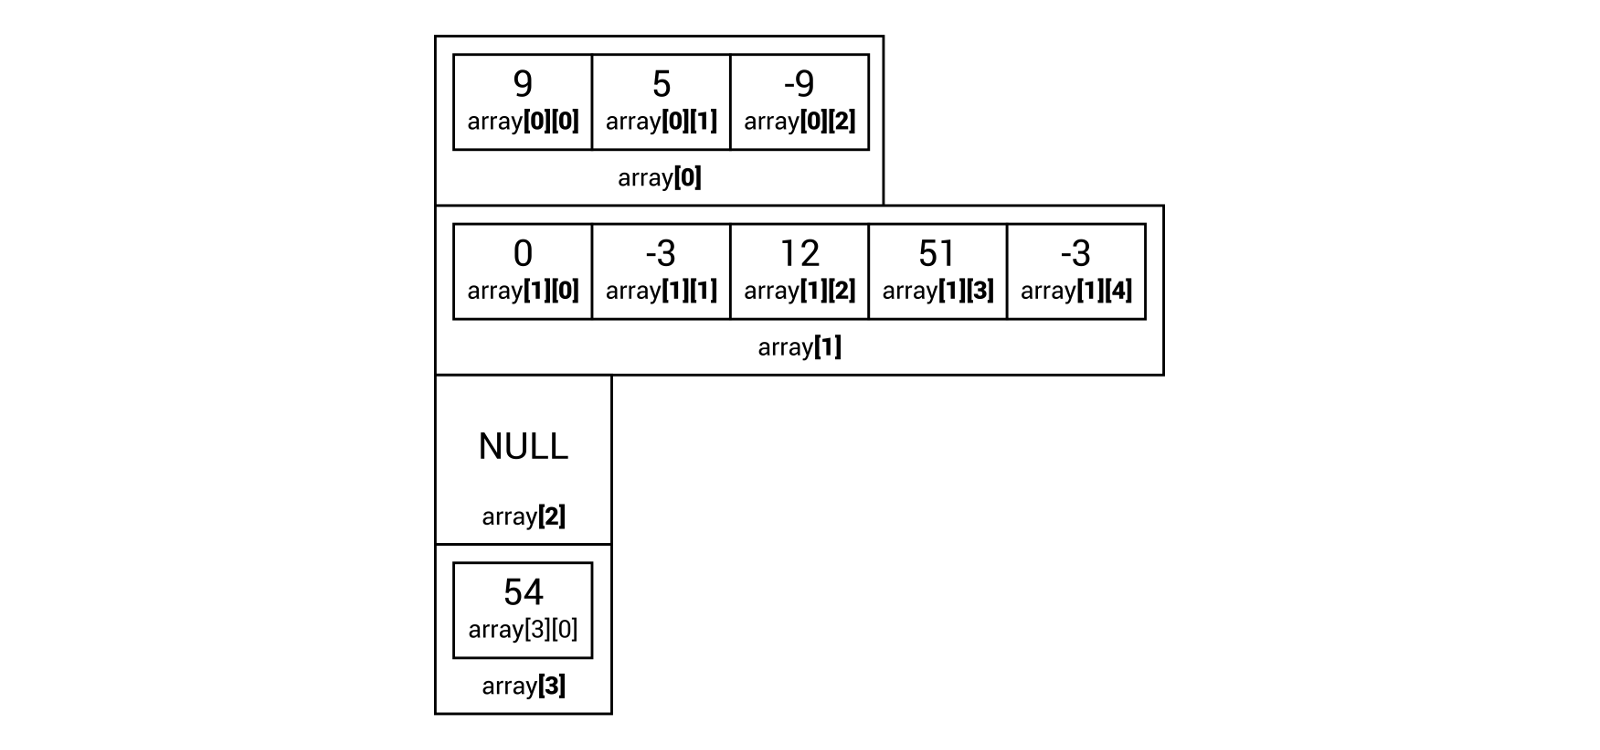 9 5 -9
array[0][0] array[0][1] array[0][2]
array[0]
0 -3 12 51 -3
array[1][0] array[1][1] array[1][2] array[1][3] array[1][4]
array[1]
NULL
array[2]
54
array[3][0]
array[3]